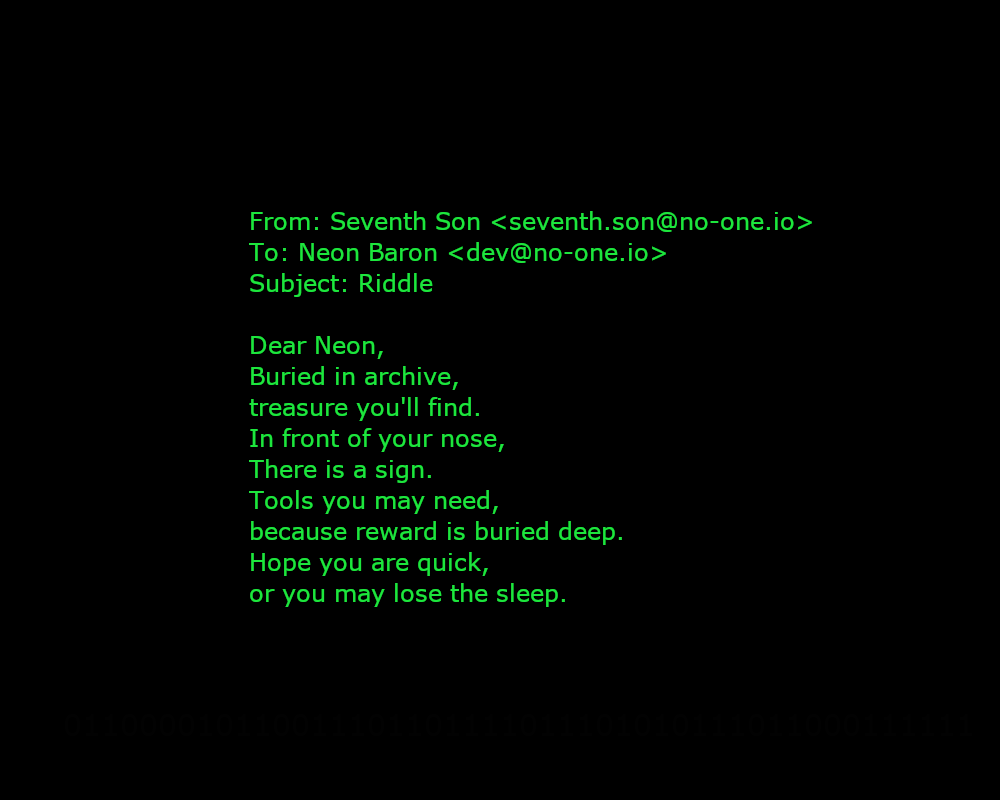 From: Seventh Son <seventh.son@no-one.io>
To: Neon Baron <dev@no-one.io>
Subject: Riddle
Dear Neon,
Buried in archive,
treasure you'll find.
In front of your nose,
There is a sign.
Tools you may need,
because reward is buried deep.
Hope you are quick,
or you may lose the sleep.